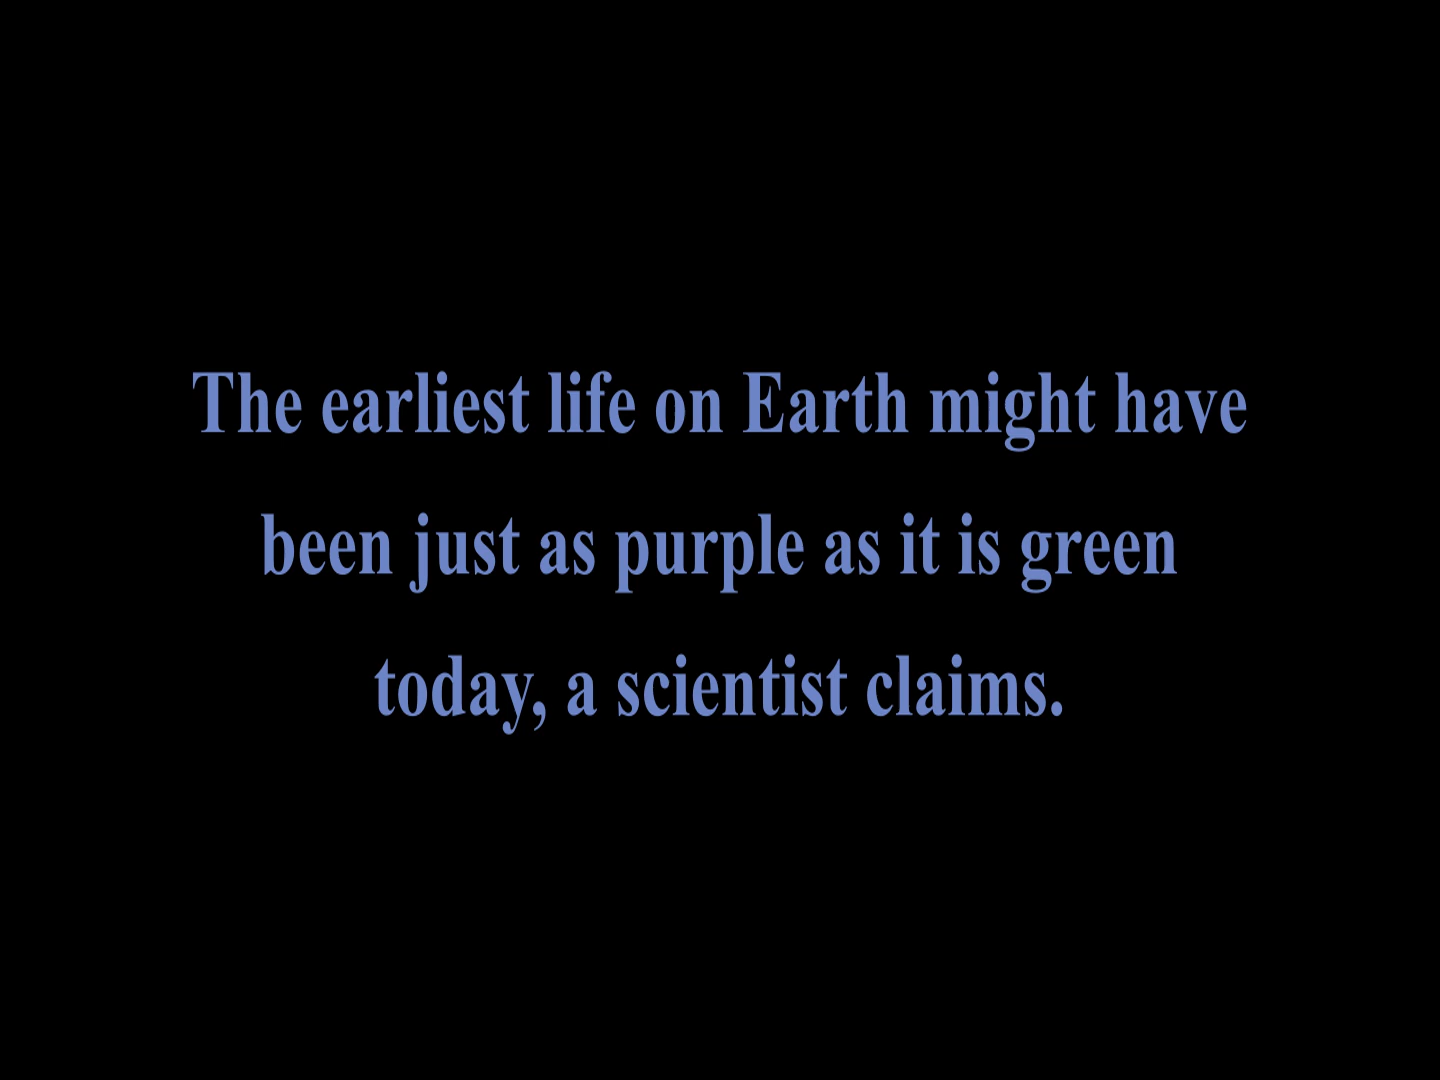 The earliest life on Earth might have
been just as purple as it is green
today, a scientist claims.